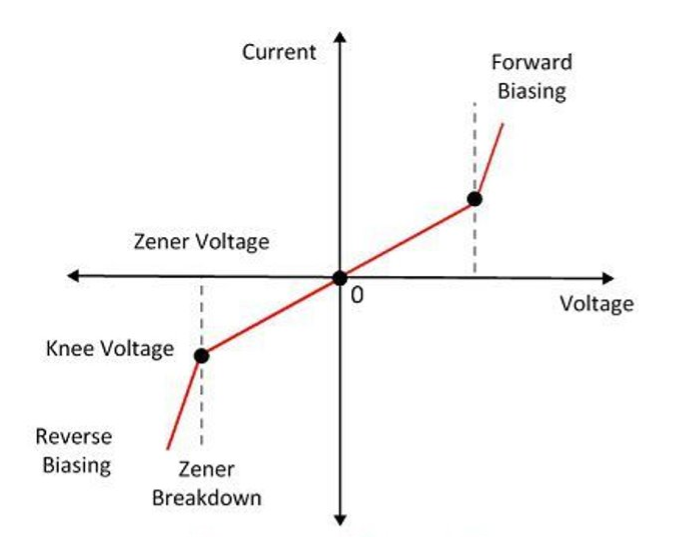 Current
Forward
Biasing
Zener Voltage
0
Voltage
Knee Voltage
Reverse
Biasing
Zener
Breakdown